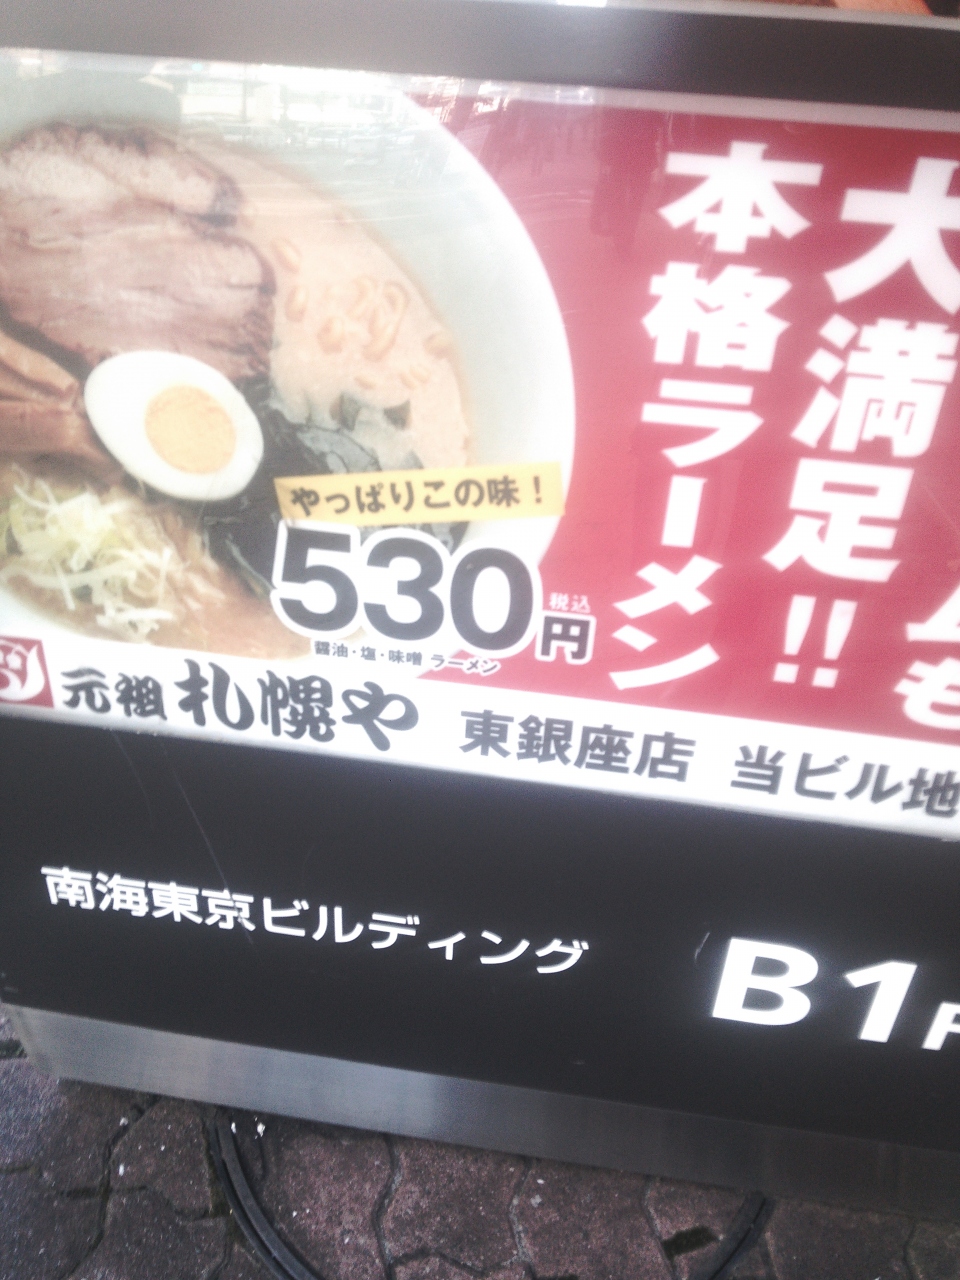 大満足!!
本格ラーメン
やっぱりこの味！
530円
税込
醤油・塩・味噌 ラーメン
元祖 札幌や 東銀座店 当ビル地
南海東京ビルディング B1F